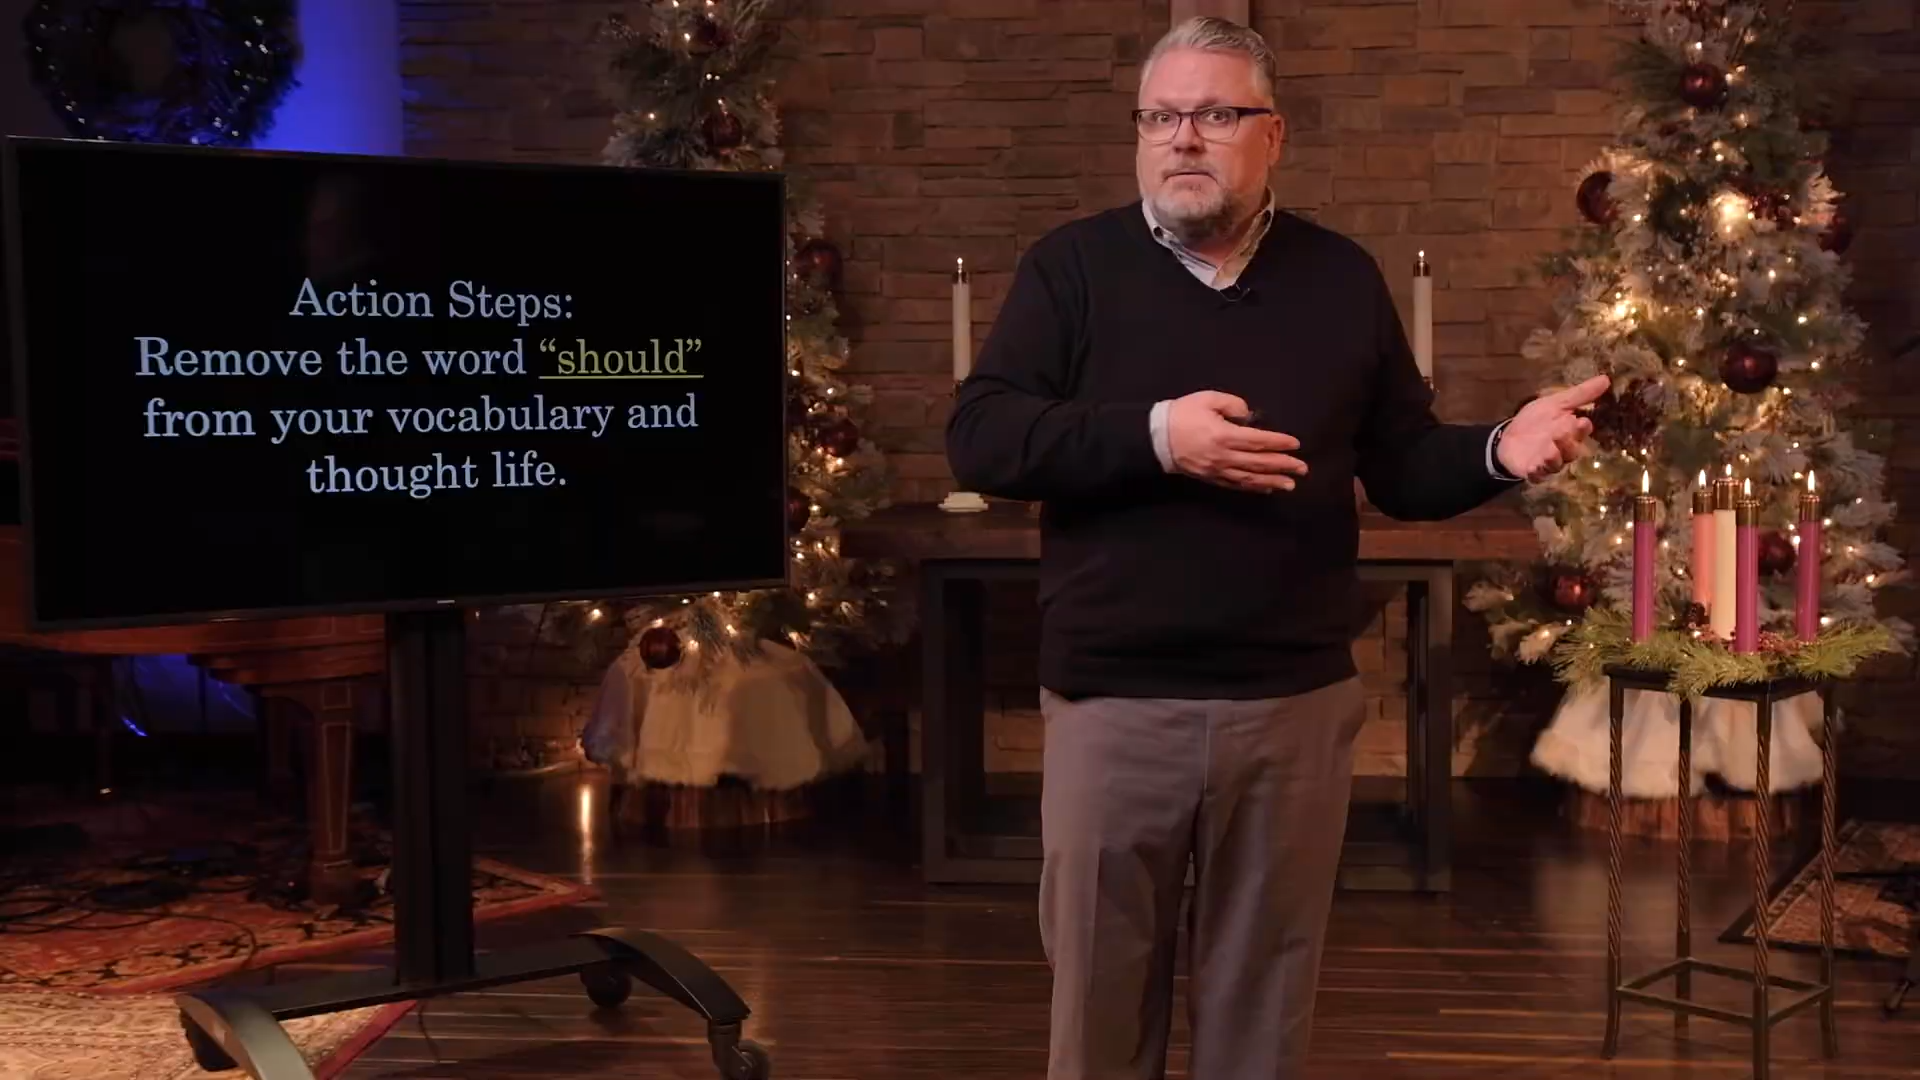 Action Steps:
Remove the word “should”
from your vocabulary and
thought life.